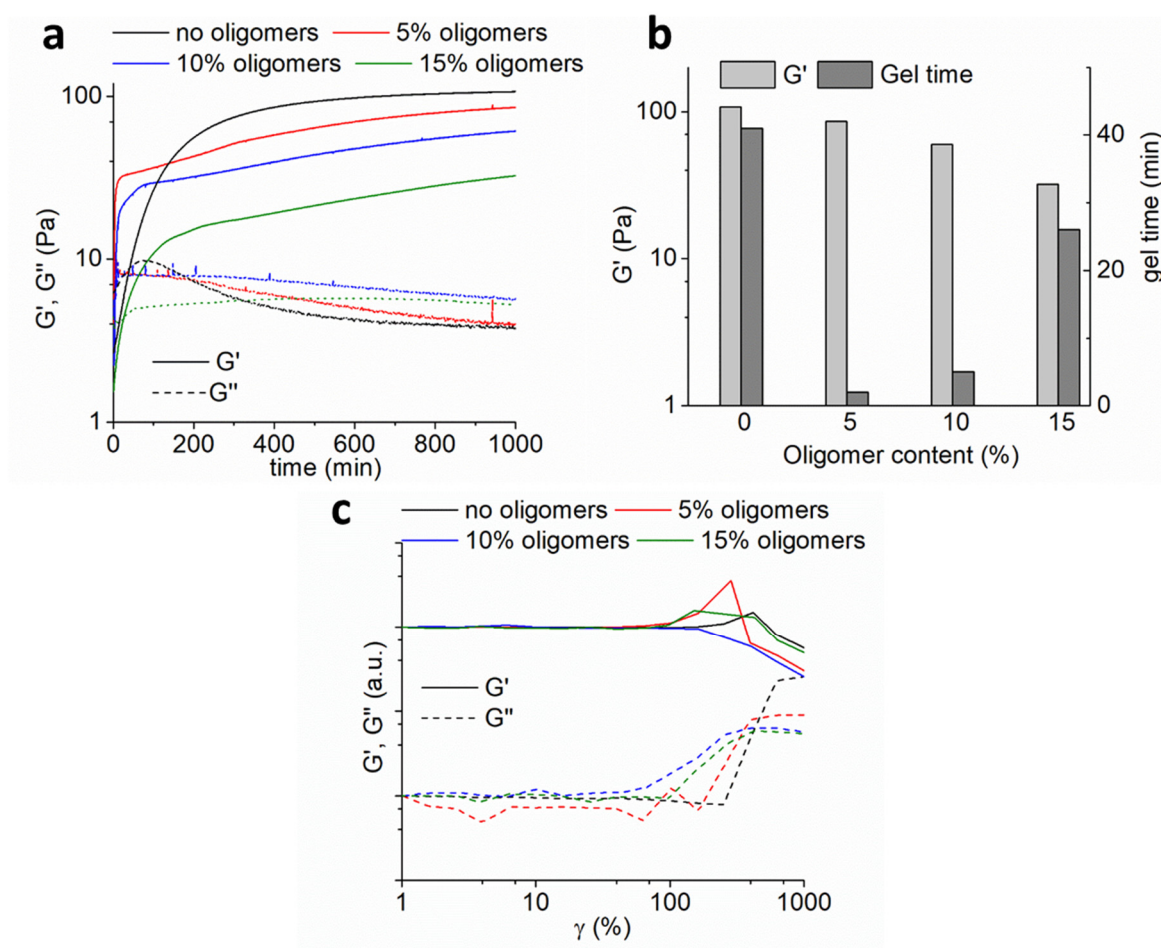 a
no oligomers 5% oligomers
10% oligomers 15% oligomers
100
10
1
G', G" (Pa)
G'
G"
0 200 400 600 800 1000
time (min)
b
G' Gel time
100
10
1
G' (Pa)
40
20
0
gel time (min)
0 5 10 15
Oligomer content (%)
c
no oligomers 5% oligomers
10% oligomers 15% oligomers
G', G" (a.u.)
G'
G"
1 10 100 1000
γ (%)